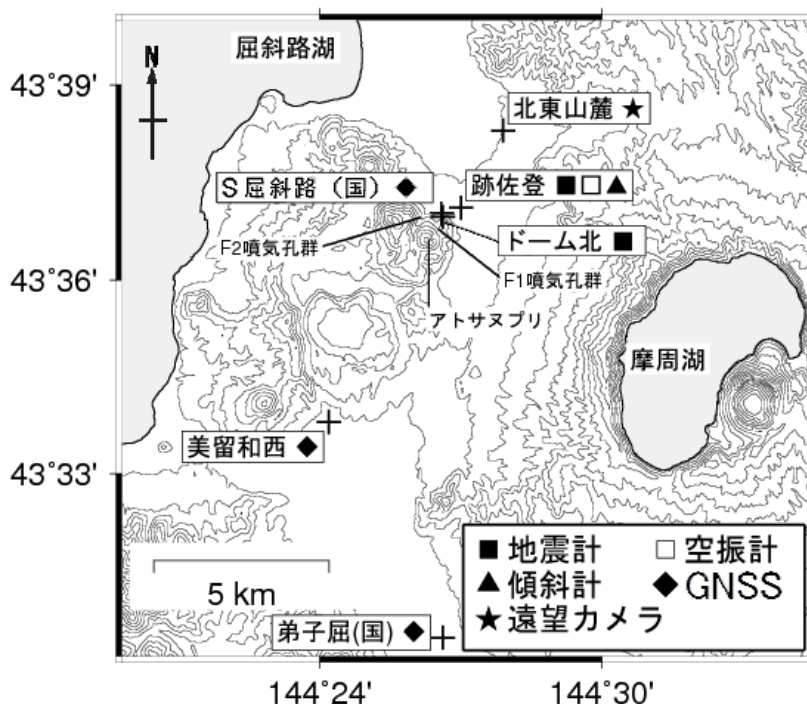 屈斜路湖
N
43°39'
北東山麓 ★
S屈斜路（国） ◆
跡佐登 ■□▲
F2噴気孔群
ドーム北 ■
43°36'
F1噴気孔群
アトサヌプリ
摩周湖
美留和西 ◆
43°33'
■ 地震計 □ 空振計
▲ 傾斜計 ◆ GNSS
★ 遠望カメラ
5 km
弟子屈(国) ◆
144°24'
144°30'